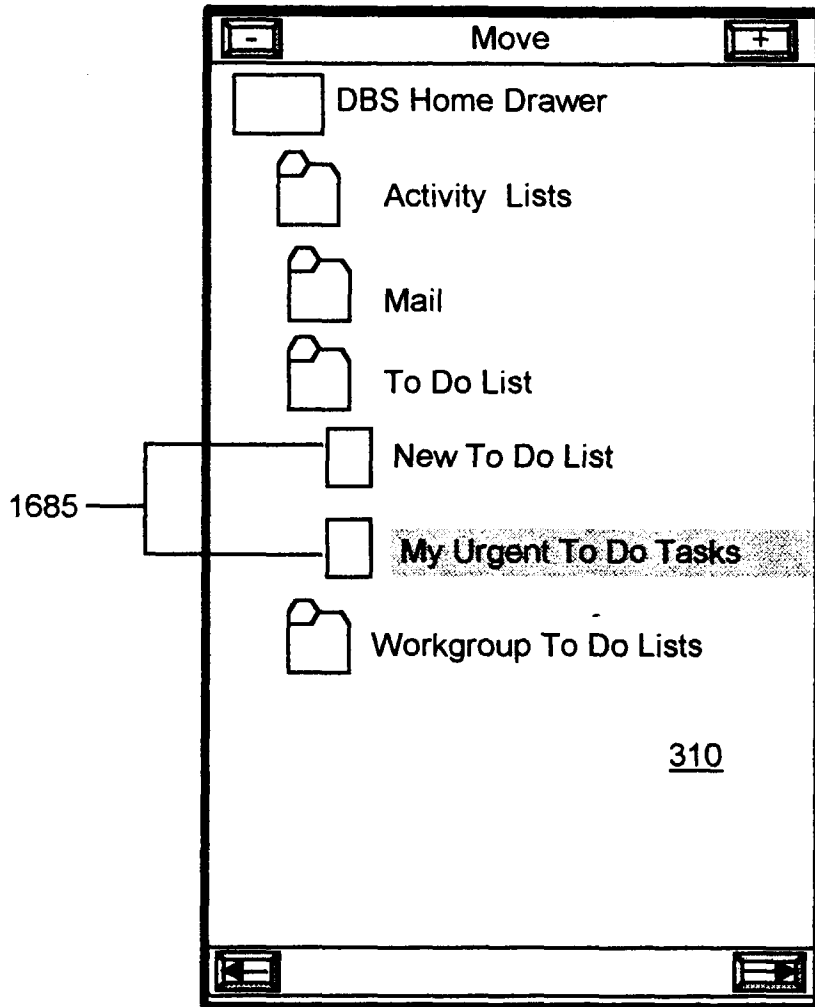 - Move +
DBS Home Drawer
Activity Lists
Mail
To Do List
New To Do List
1685
My Urgent To Do Tasks
Workgroup To Do Lists
310